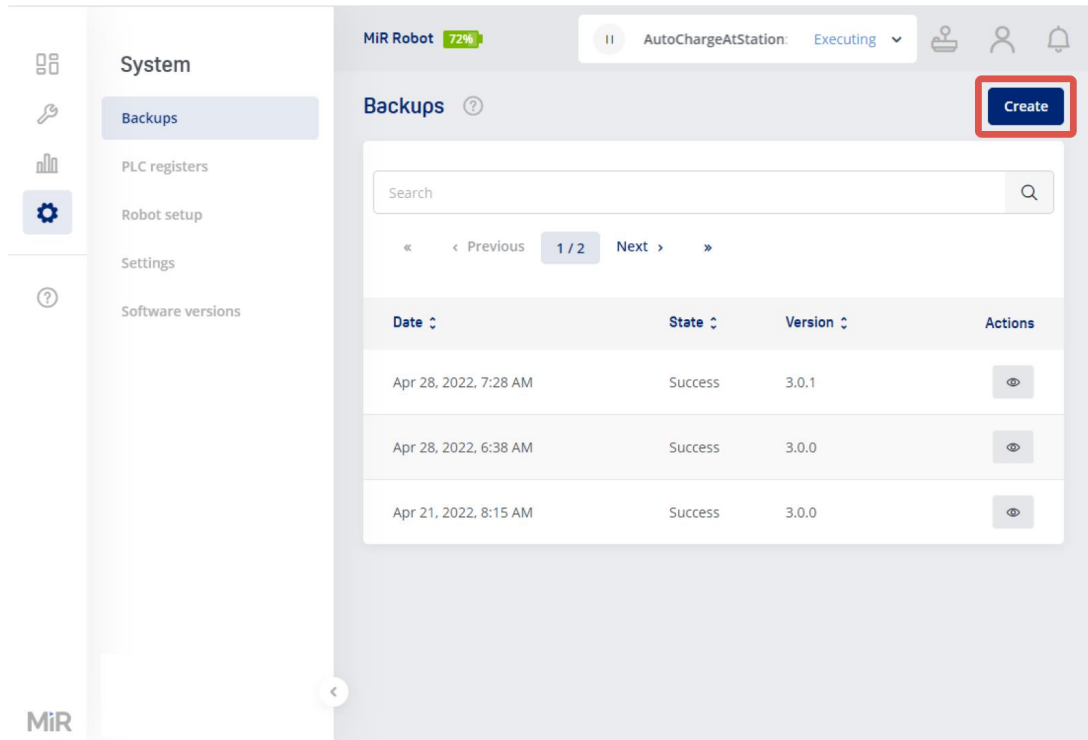 MiR Robot 72% AutoChargeAtStation: Executing
System
Backups
PLC registers
Robot setup
Settings
Software versions
Backups ?
Create
Search
« ‹ Previous 1 / 2 Next › »
Date State Version Actions
Apr 28, 2022, 7:28 AM Success 3.0.1
Apr 28, 2022, 6:38 AM Success 3.0.0
Apr 21, 2022, 8:15 AM Success 3.0.0
?
MiR